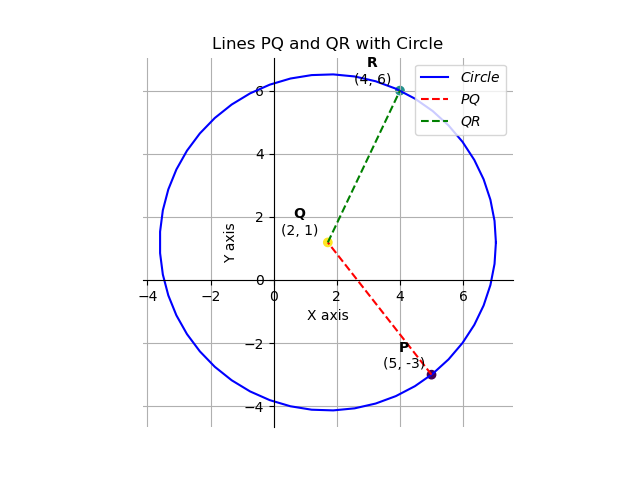 Lines PQ and QR with Circle
R
(4, 6)
Circle
PQ
QR
Q
(2, 1)
P
(5, -3)
X axis
Y axis
−4
−2
0
2
4
6
6
4
2
0
−2
−4